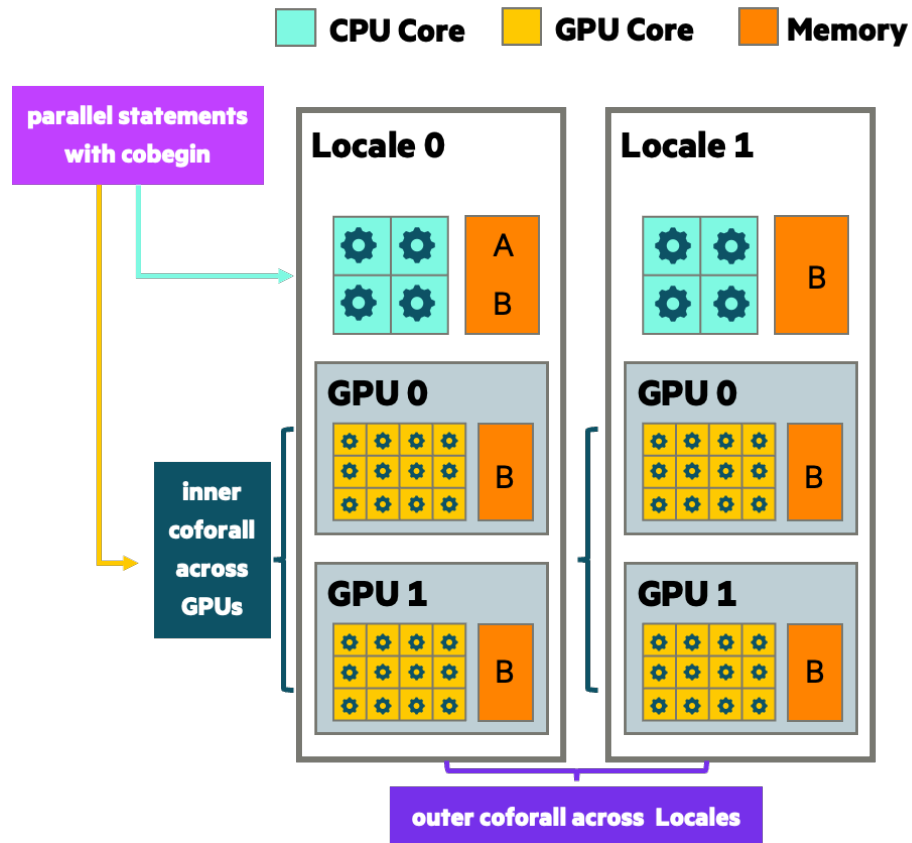 CPU Core
GPU Core
Memory
parallel statements
with cobegin
Locale 0
A
B
GPU 0
B
GPU 1
B
Locale 1
B
GPU 0
B
GPU 1
B
inner
coforall
across
GPUs
outer coforall across Locales